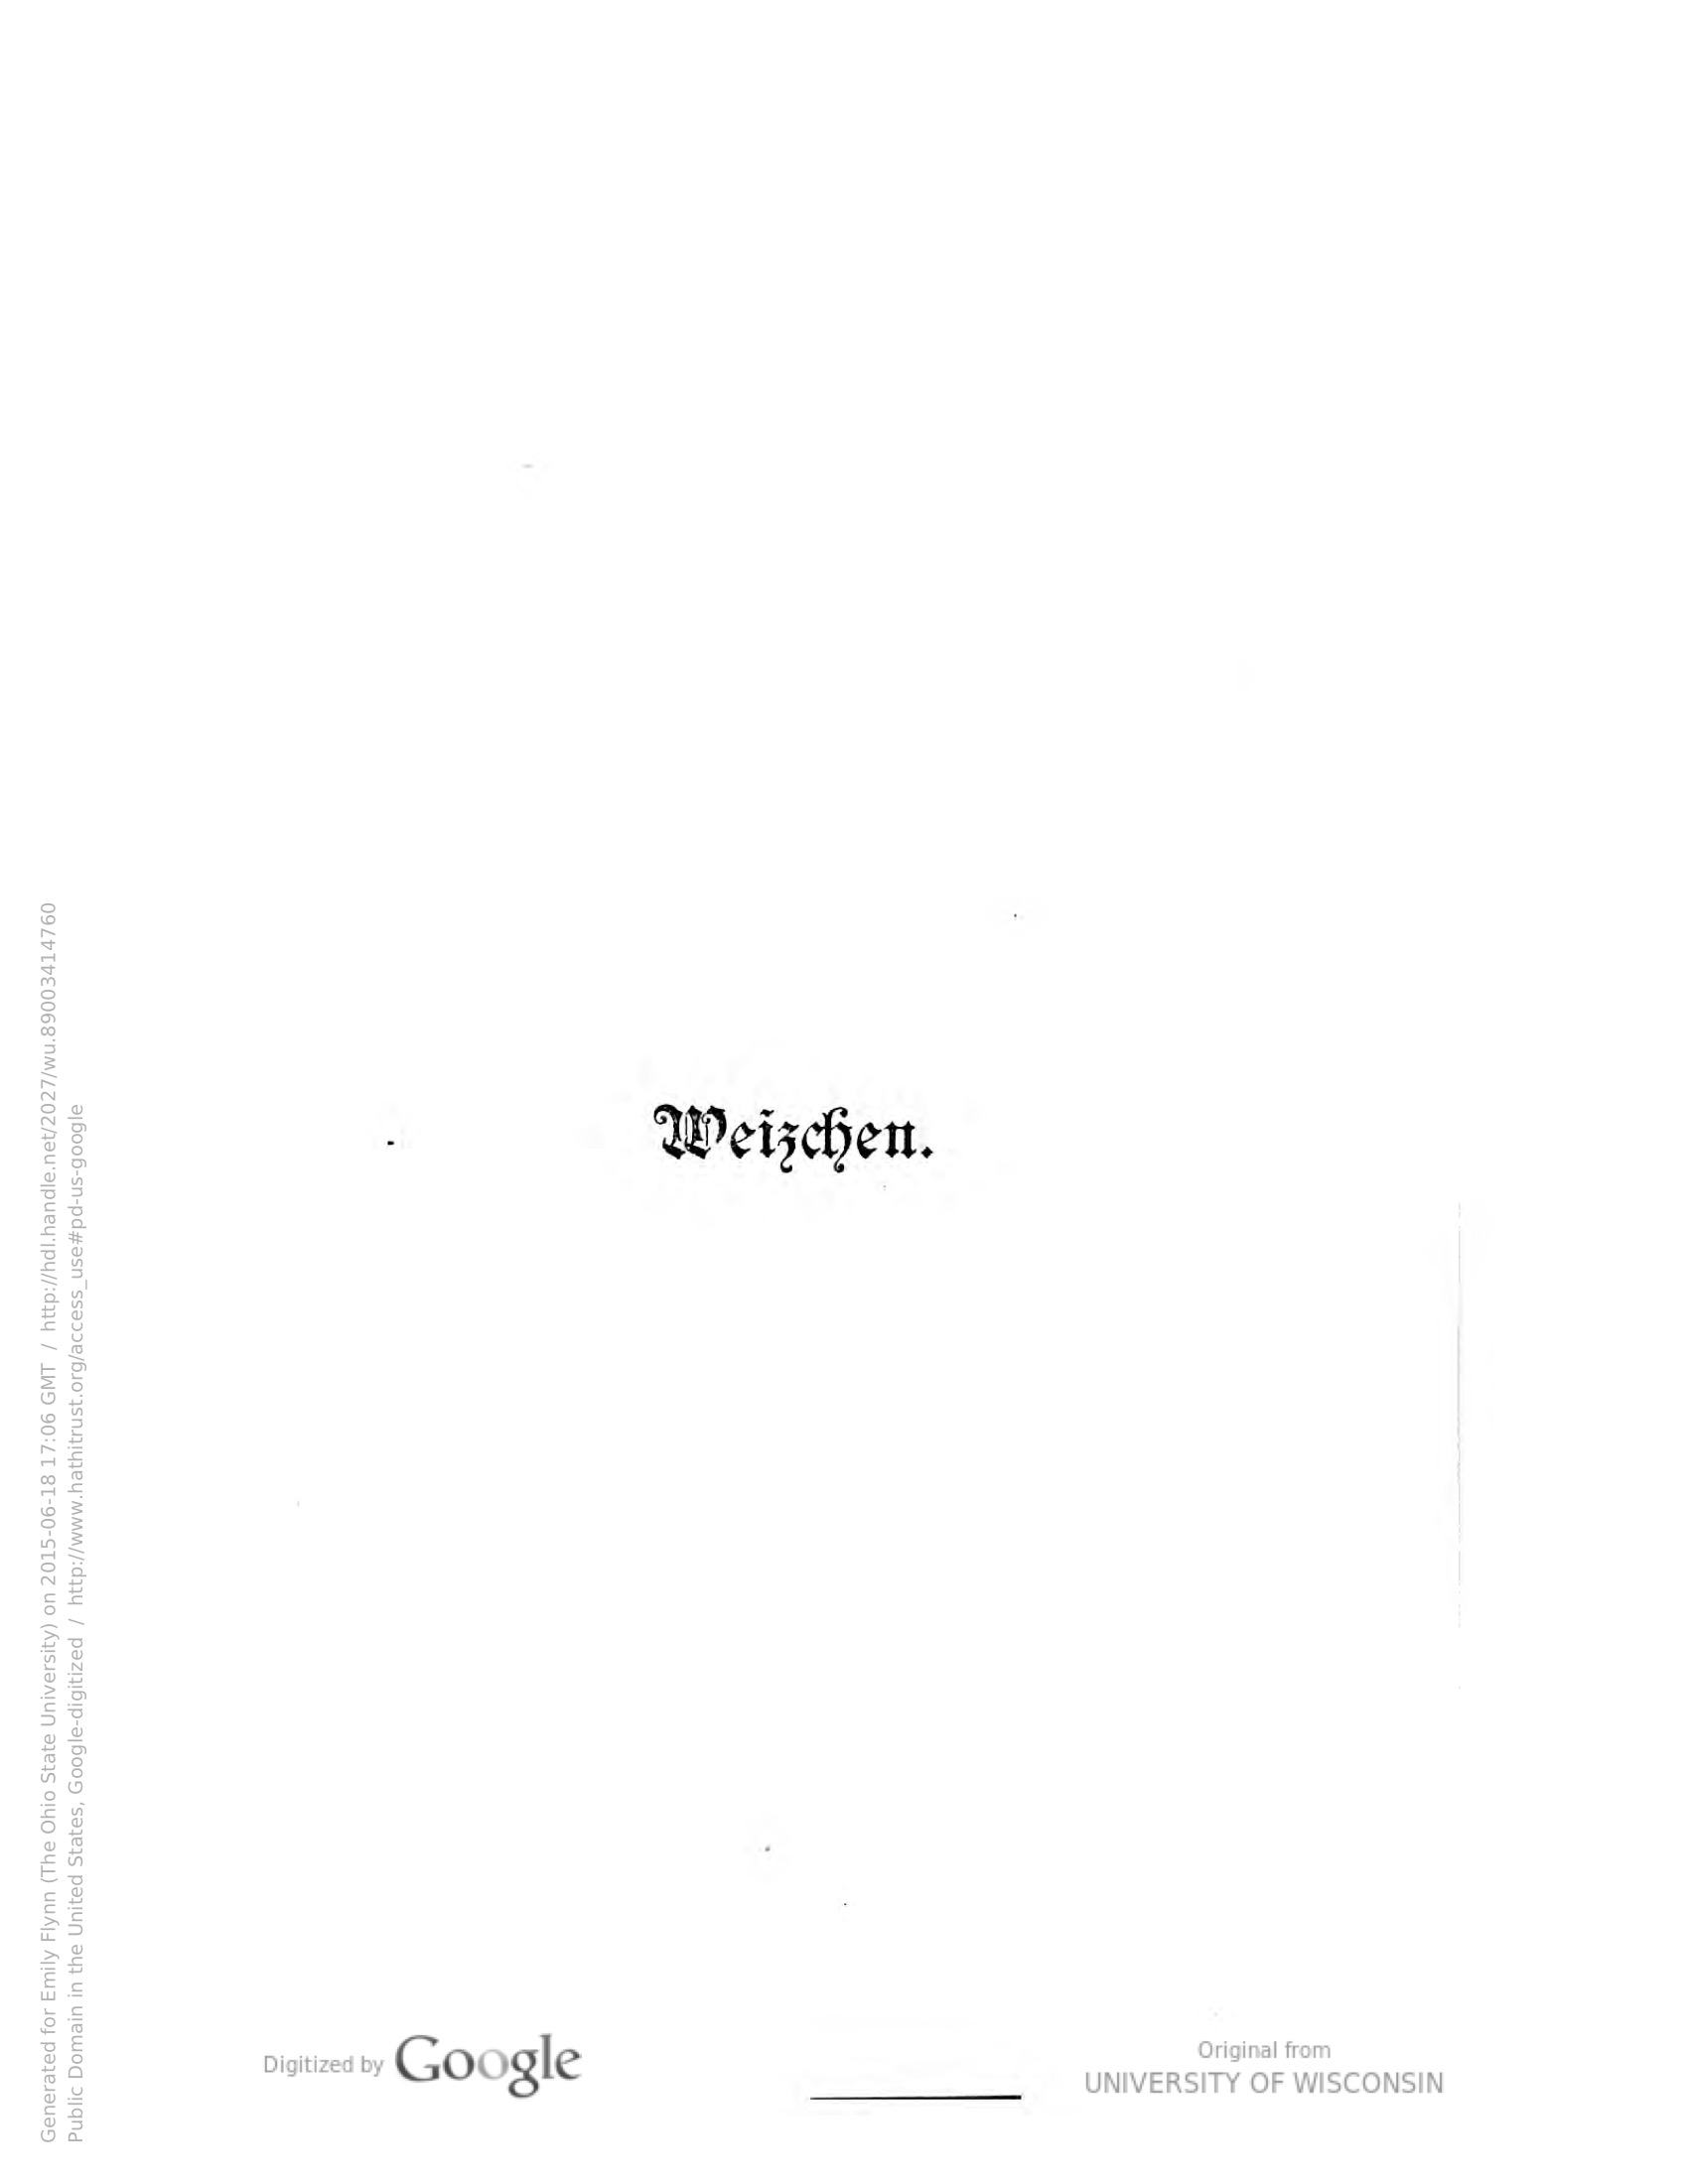 Weizchen.
Generated for Emily Flynn (The Ohio State University) on 2015-06-18 17:06 GMT / http://hdl.handle.net/2027/wu.89003414760
Public Domain in the United States, Google-digitized / http://www.hathitrust.org/access_use#pd-us-google
Digitized by Google
Original from
UNIVERSITY OF WISCONSIN